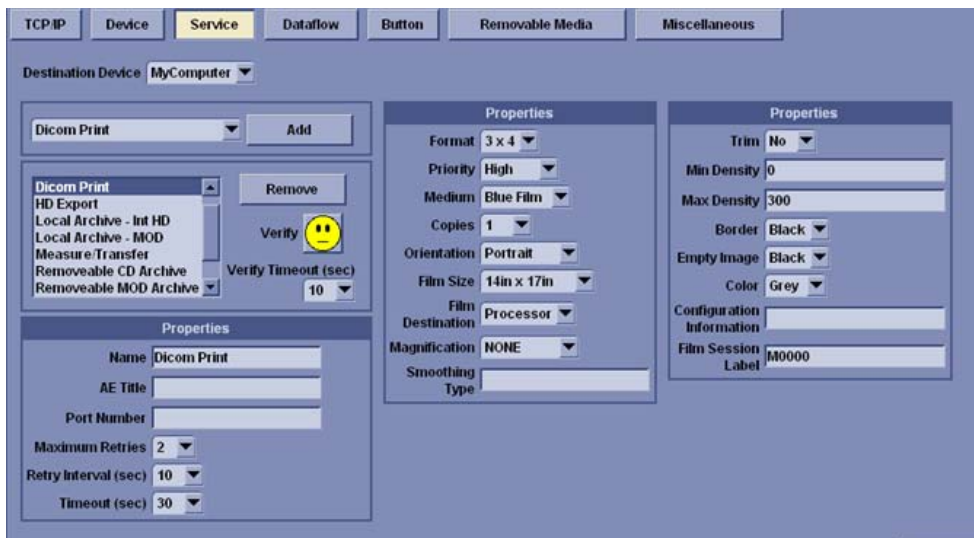 TCP/IP Device Service Dataflow Button Removable Media Miscellaneous
Destination Device MyComputer
Dicom Print Add
Dicom Print
HD Export
Local Archive - Int HD
Local Archive - MOD
Measure/Transfer
Removeable CD Archive
Removeable MOD Archive
Remove
Verify
Verify Timeout (sec)
10
Properties
Name Dicom Print
AE Title
Port Number
Maximum Retries 2
Retry Interval (sec) 10
Timeout (sec) 30
Properties
Format 3 x 4
Priority High
Medium Blue Film
Copies 1
Orientation Portrait
Film Size 14in x 17in
Film
Destination Processor
Magnification NONE
Smoothing
Type
Properties
Trim No
Min Density 0
Max Density 300
Border Black
Empty Image Black
Color Grey
Configuration
Information
Film Session
Label M0000